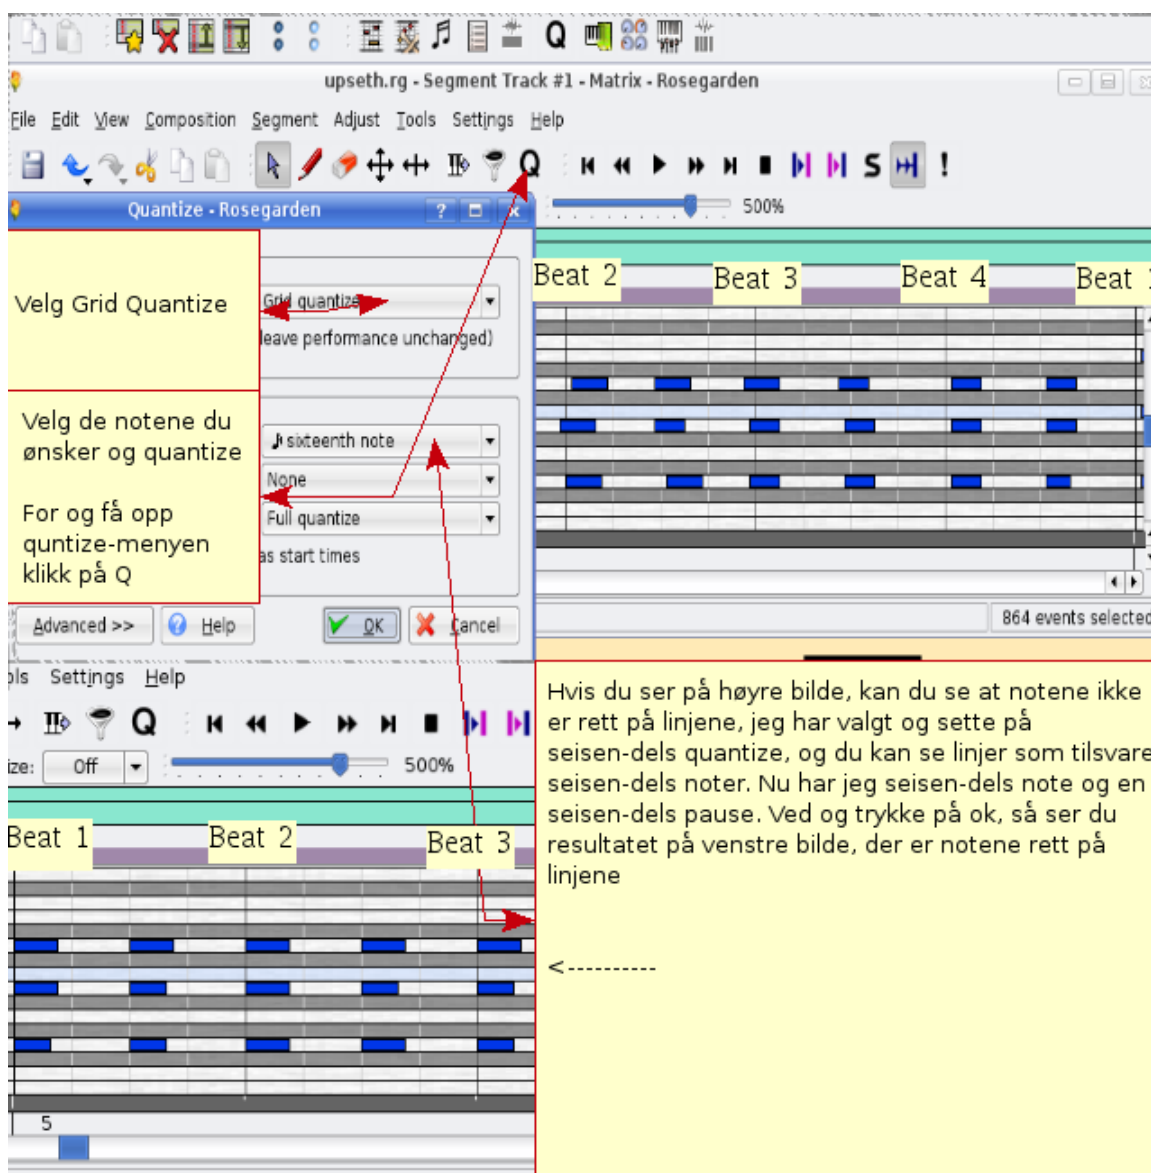 Q
upseth.rg - Segment Track #1 - Matrix - Rosegarden
File Edit View Composition Segment Adjust Tools Settings Help
Q S !
Quantize - Rosegarden ?
500%
Beat 2 Beat 3 Beat 4 Beat 1
Velg Grid Quantize
Grid quantize
leave performance unchanged)
Velg de notene du
ønsker og quantize
For og få opp
quntize-menyen
klikk på Q
sixteenth note
None
Full quantize
as start times
Advanced >> Help OK Cancel
864 events selected
ols Settings Help
Q
ize: Off 500%
Beat 1 Beat 2 Beat 3
5
Hvis du ser på høyre bilde, kan du se at notene ikke
er rett på linjene, jeg har valgt og sette på
seisen-dels quantize, og du kan se linjer som tilsvare
seisen-dels noter. Nu har jeg seisen-dels note og en
seisen-dels pause. Ved og trykke på ok, så ser du
resultatet på venstre bilde, der er notene rett på
linjene
<----------